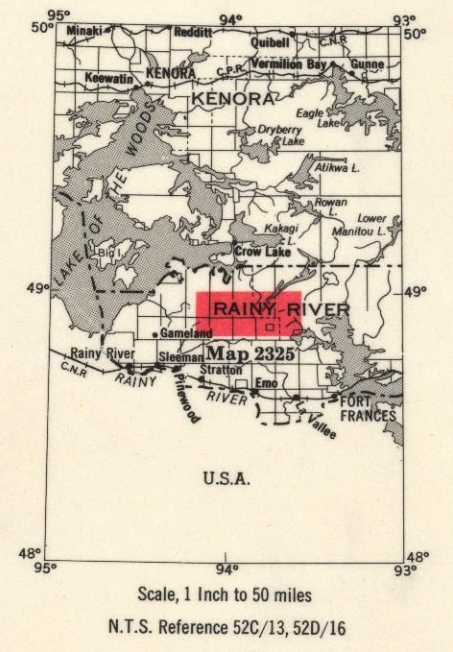 95° 94° 93°
50° 50°
Minaki Redditt
Quibell C.N.R
Vermilion Bay Gunne
Keewatin KENORA C.P.R.
KENORA
Eagle
Lake
Dryberry
Lake
Atikwa L.
LAKE OF THE WOODS
Rowan
L.
Lower
Manitou L.
Kakagi
L.
Crow Lake
Big I.
49° 49°
RAINY RIVER
Gameland
Map 2325
Rainy River
Sleeman
Stratton
C.N.R
RAINY RIVER
Pinewood
Emo
La Vallee
FORT
FRANCES
U.S.A.
48° 48°
95° 94° 93°
Scale, 1 Inch to 50 miles
N.T.S. Reference 52C/13, 52D/16